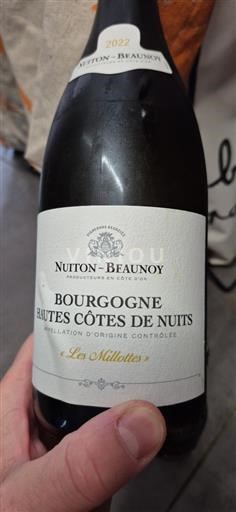 2022
NUITON-BEAUNOY
NUITON-BEAUNOY
PRODUCTEURS EN CÔTE D'OR
BOURGOGNE
HAUTES CÔTES DE NUITS
APPELLATION D'ORIGINE CONTRÔLÉE
« Les Millottes »